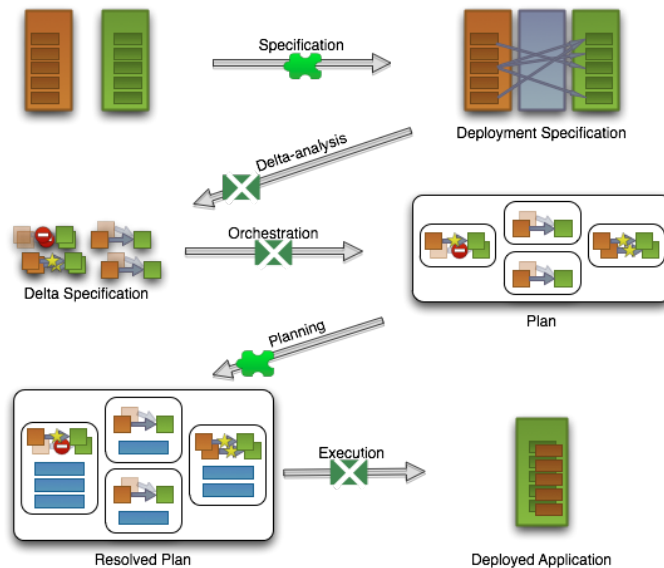 Specification
Deployment Specification
Delta-analysis
Orchestration
Delta Specification
Plan
Planning
Execution
Resolved Plan
Deployed Application